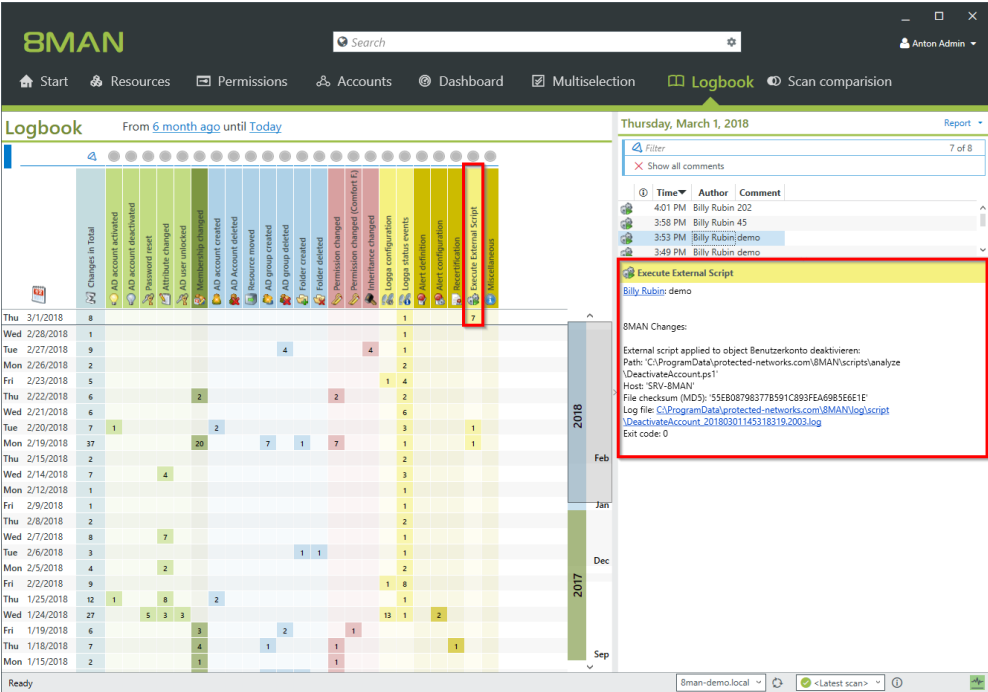 8MAN
Search
Anton Admin
Start
Resources
Permissions
Accounts
Dashboard
Multiselection
Logbook
Scan comparision
Logbook
From 6 month ago until Today
Changes in Total
AD account activated
AD account deactivated
Password reset
Attribute changed
AD user unlocked
Membership changed
AD account created
AD Account deleted
Resource moved
AD group created
AD group deleted
Folder created
Folder deleted
Permission changed
Permission changed (Comfort F.)
Inheritance changed
Logga configuration
Logga status events
Alert definition
Alert configuration
Recertification
Execute External Script
Miscellaneous
Thu 3/1/2018 8 1 7
Wed 2/28/2018 1 1
Tue 2/27/2018 9 4 4 1
Mon 2/26/2018 2 2
Fri 2/23/2018 5 1 4
Thu 2/22/2018 6 2 2 2
Wed 2/21/2018 6 6
Tue 2/20/2018 7 1 2 3 1
Mon 2/19/2018 37 20 7 1 7 1 1
Thu 2/15/2018 2 2
Wed 2/14/2018 7 4 3
Mon 2/12/2018 1 1
Fri 2/9/2018 1 1
Thu 2/8/2018 2 2
Wed 2/7/2018 8 7 1
Tue 2/6/2018 3 1 1 1
Mon 2/5/2018 4 2 2
Fri 2/2/2018 9 1 8
Thu 1/25/2018 12 1 8 2 1
Wed 1/24/2018 27 5 3 3 13 1 2
Fri 1/19/2018 6 3 2 1
Thu 1/18/2018 7 4 1 1 1
Mon 1/15/2018 2 1 1
2018
Feb
Jan
Dec
2017
Sep
Thursday, March 1, 2018
Report
Filter 7 of 8
Show all comments
Time Author Comment
4:01 PM Billy Rubin 202
3:58 PM Billy Rubin 45
3:53 PM Billy Rubin demo
3:49 PM Billy Rubin demo
Execute External Script
Billy Rubin: demo
8MAN Changes:
External script applied to object Benutzerkonto deaktivieren:
Path: 'C:\ProgramData\protected-networks.com\8MAN\scripts\analyze
\DeactivateAccount.ps1'
Host: 'SRV-8MAN'
File checksum (MD5): '55EB08798377B591C893FEA69B5E6E1E'
Log file: C:\ProgramData\protected-networks.com\8MAN\log\script
\DeactivateAccount_20180301145318319.2003.log
Exit code: 0
Ready
8man-demo.local
<Latest scan>